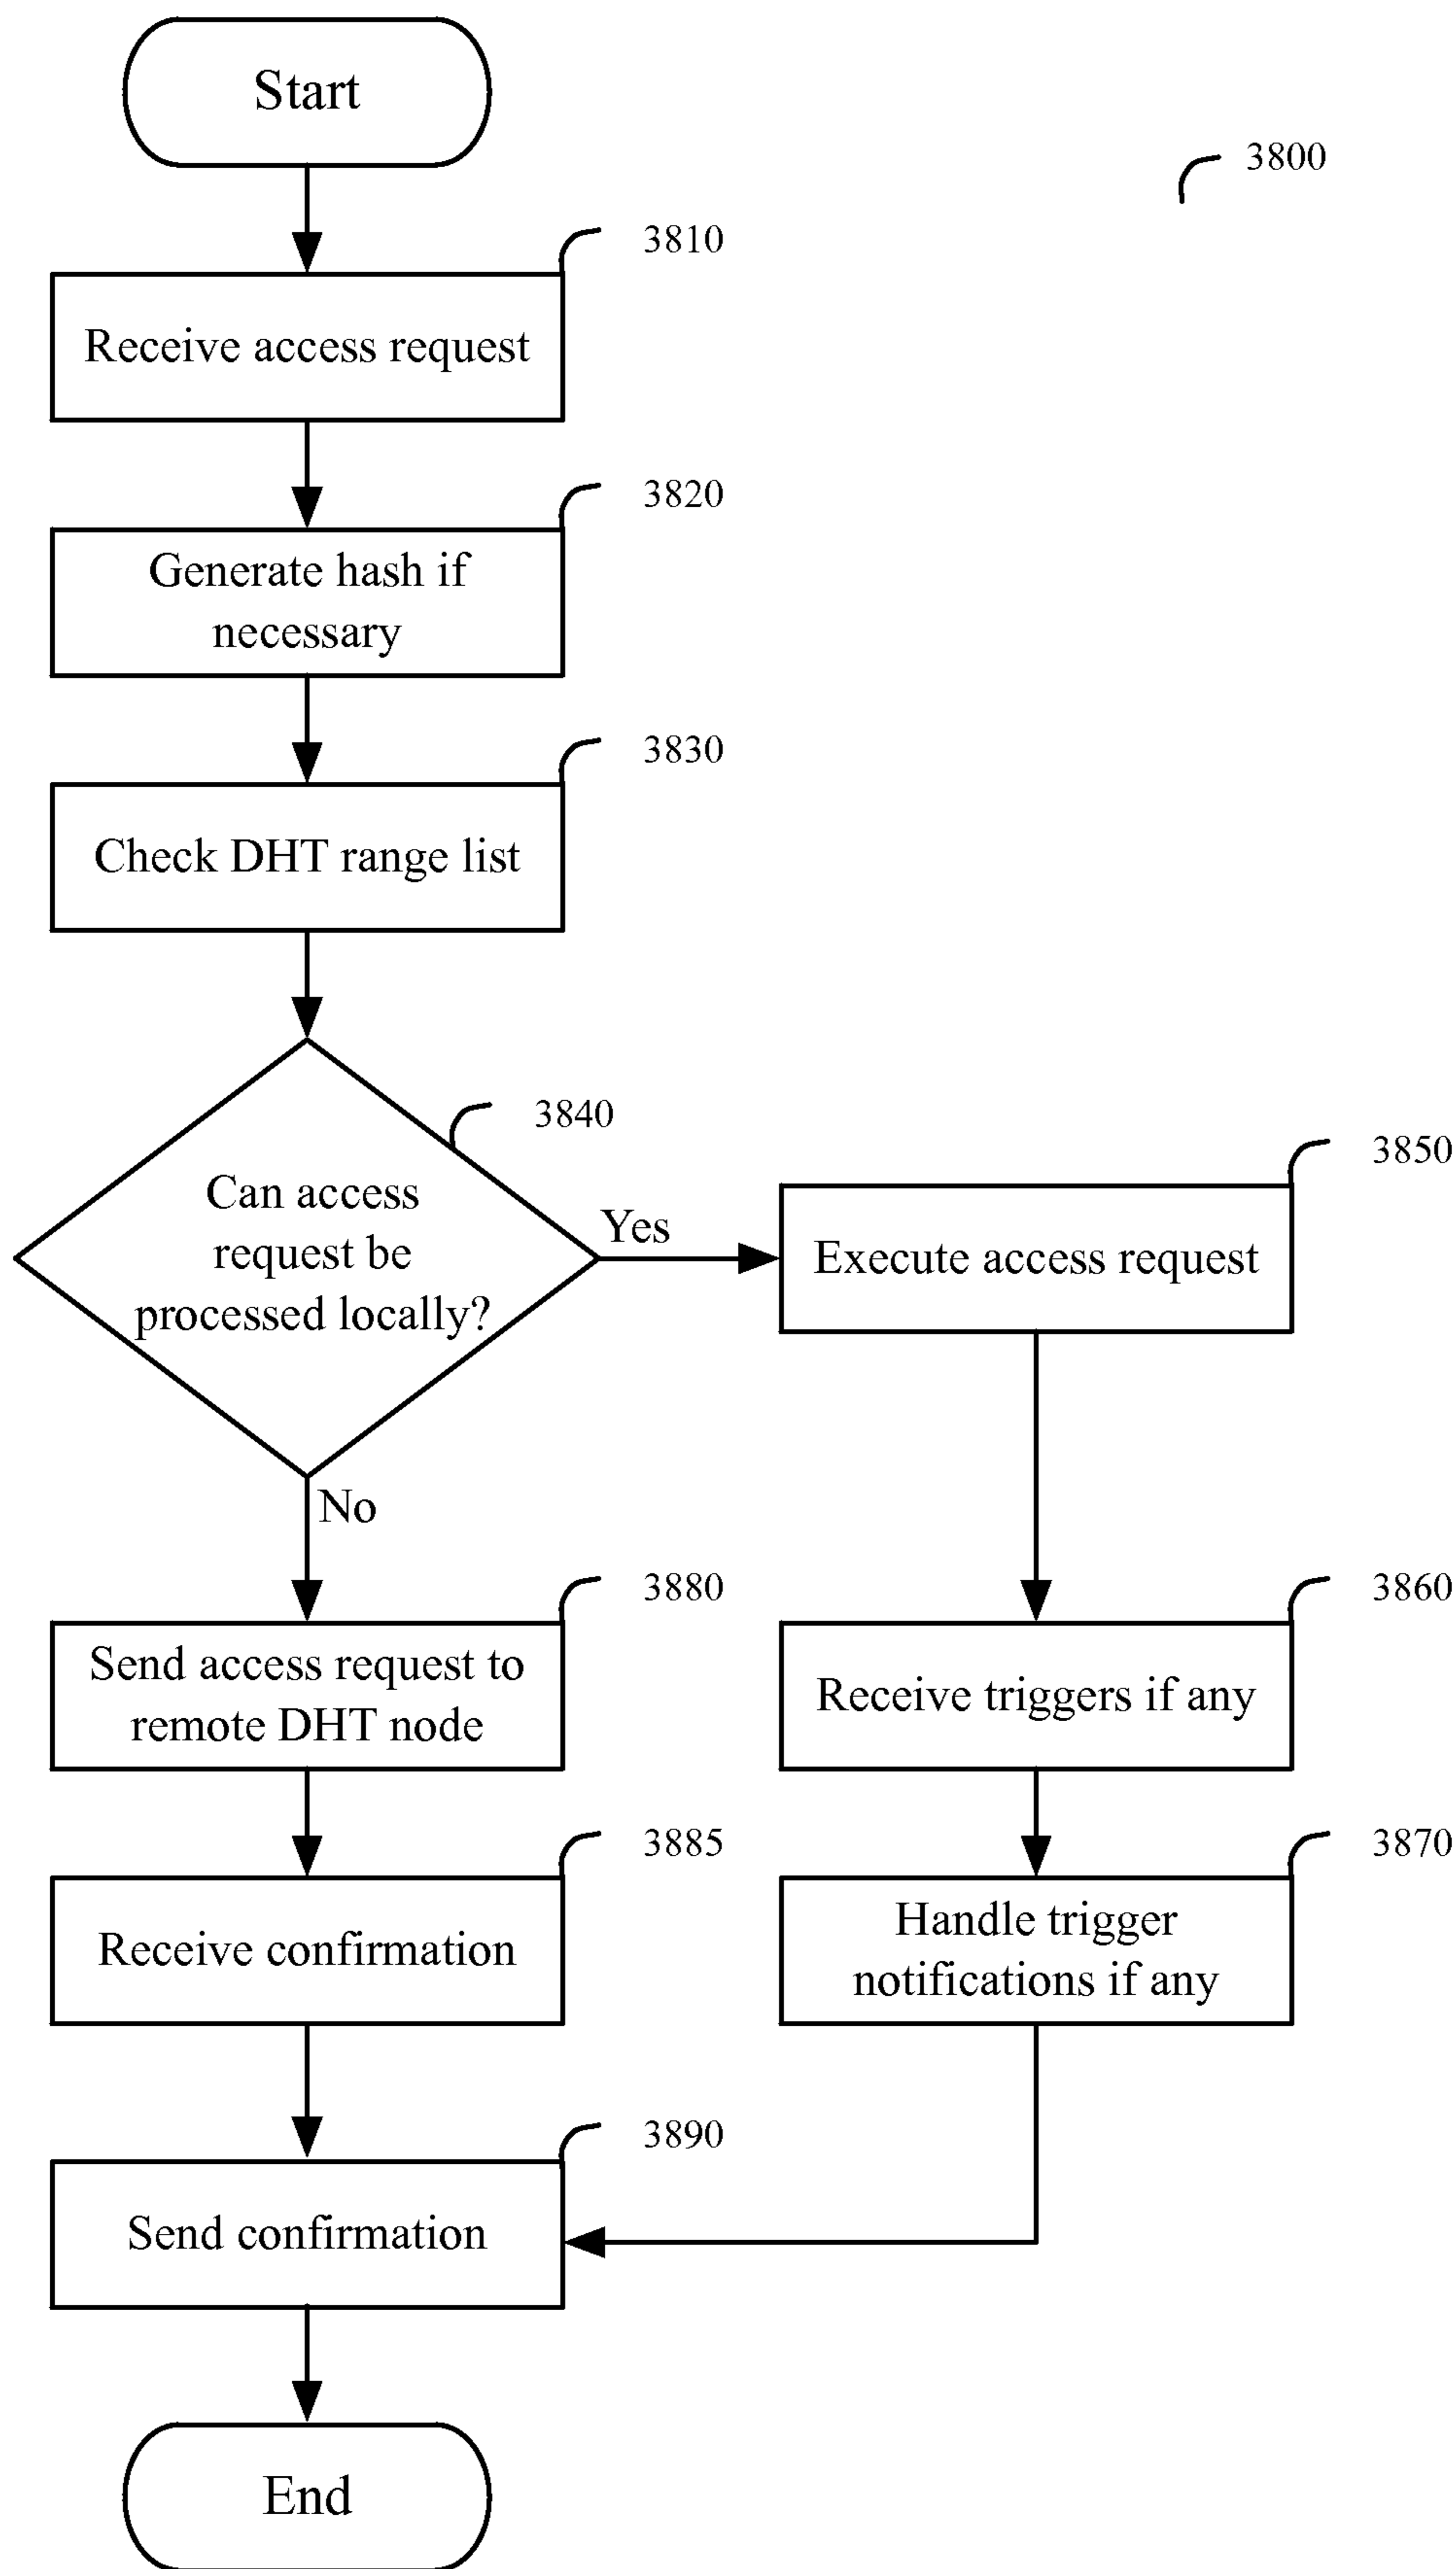 Start
3800
3810
Receive access request
3820
Generate hash if
necessary
3830
Check DHT range list
3840
Can access
request be
processed locally?
Yes
3850
Execute access request
No
3880
Send access request to
remote DHT node
3860
Receive triggers if any
3885
Receive confirmation
3870
Handle trigger
notifications if any
3890
Send confirmation
End